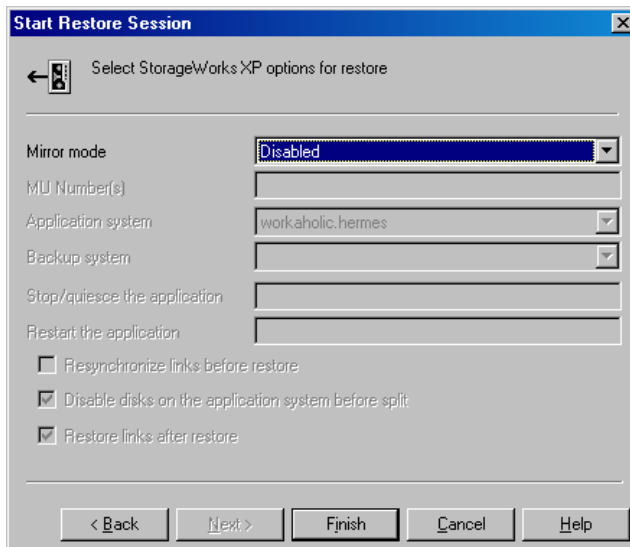 Start Restore Session
Select StorageWorks XP options for restore
Mirror mode Disabled
MU Number(s)
Application system workaholic.hermes
Backup system
Stop/quiesce the application
Restart the application
Resynchronize links before restore
Disable disks on the application system before split
Restore links after restore
< Back Next > Finish Cancel Help